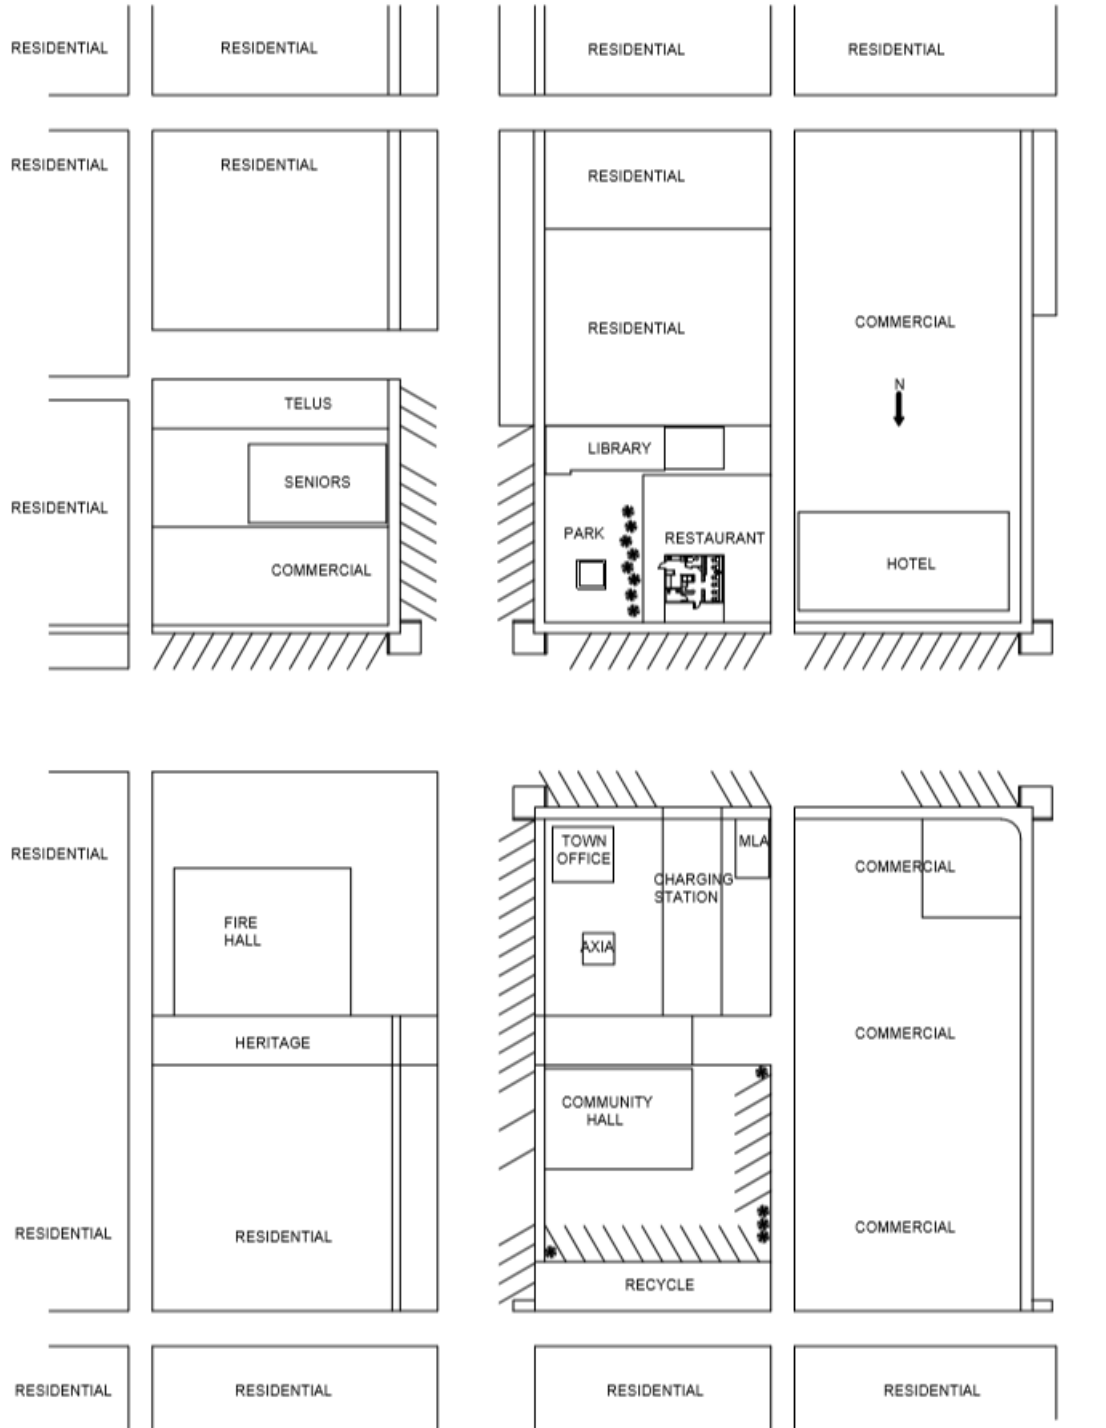 RESIDENTIAL
RESIDENTIAL
RESIDENTIAL
RESIDENTIAL
RESIDENTIAL
RESIDENTIAL
RESIDENTIAL
RESIDENTIAL
COMMERCIAL
N
TELUS
LIBRARY
SENIORS
RESIDENTIAL
PARK
RESTAURANT
COMMERCIAL
HOTEL
RESIDENTIAL
TOWN
OFFICE
MLA
COMMERCIAL
CHARGING
STATION
FIRE
HALL
AXIA
HERITAGE
COMMERCIAL
COMMUNITY
HALL
RESIDENTIAL
RESIDENTIAL
COMMERCIAL
RECYCLE
RESIDENTIAL
RESIDENTIAL
RESIDENTIAL
RESIDENTIAL